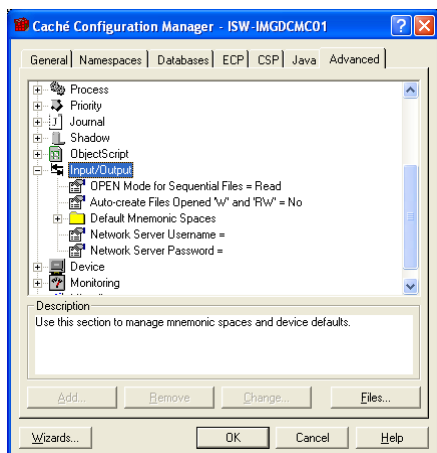 Caché Configuration Manager - ISW-IMGDCMC01
General Namespaces Databases ECP CSP Java Advanced
Process
Priority
Journal
Shadow
ObjectScript
Input/Output
OPEN Mode for Sequential Files = Read
Auto-create Files Opened 'W' and 'RW' = No
Default Mnemonic Spaces
Network Server Username =
Network Server Password =
Device
Monitoring
Description
Use this section to manage mnemonic spaces and device defaults.
Add... Remove Change... Files...
Wizards... OK Cancel Help